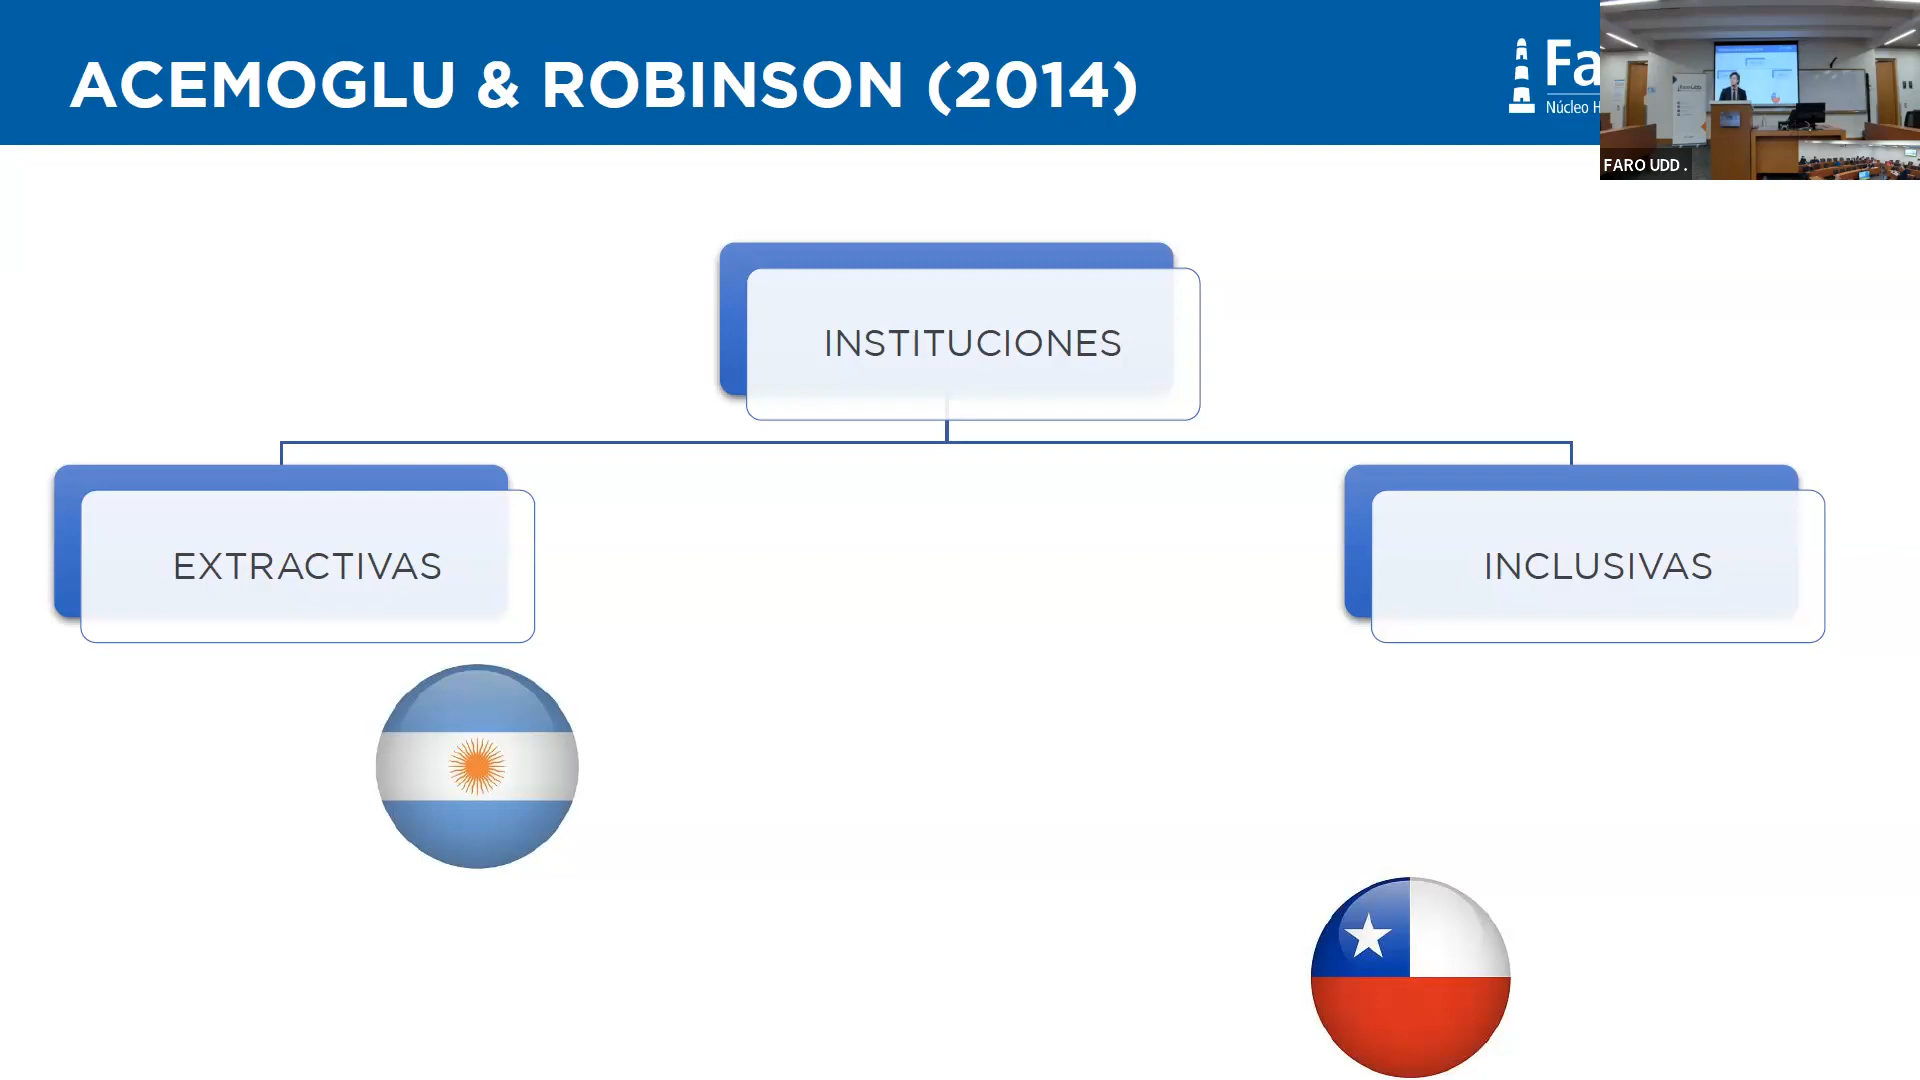 ACEMOGLU & ROBINSON (2014)
Fa
Núcleo H
FARO UDD .
INSTITUCIONES
EXTRACTIVAS
INCLUSIVAS